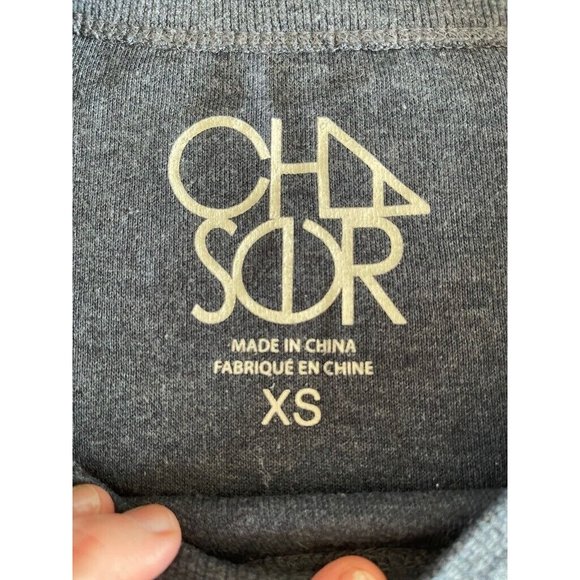 CHA
SER
MADE IN CHINA
FABRIQUÉ EN CHINE
XS